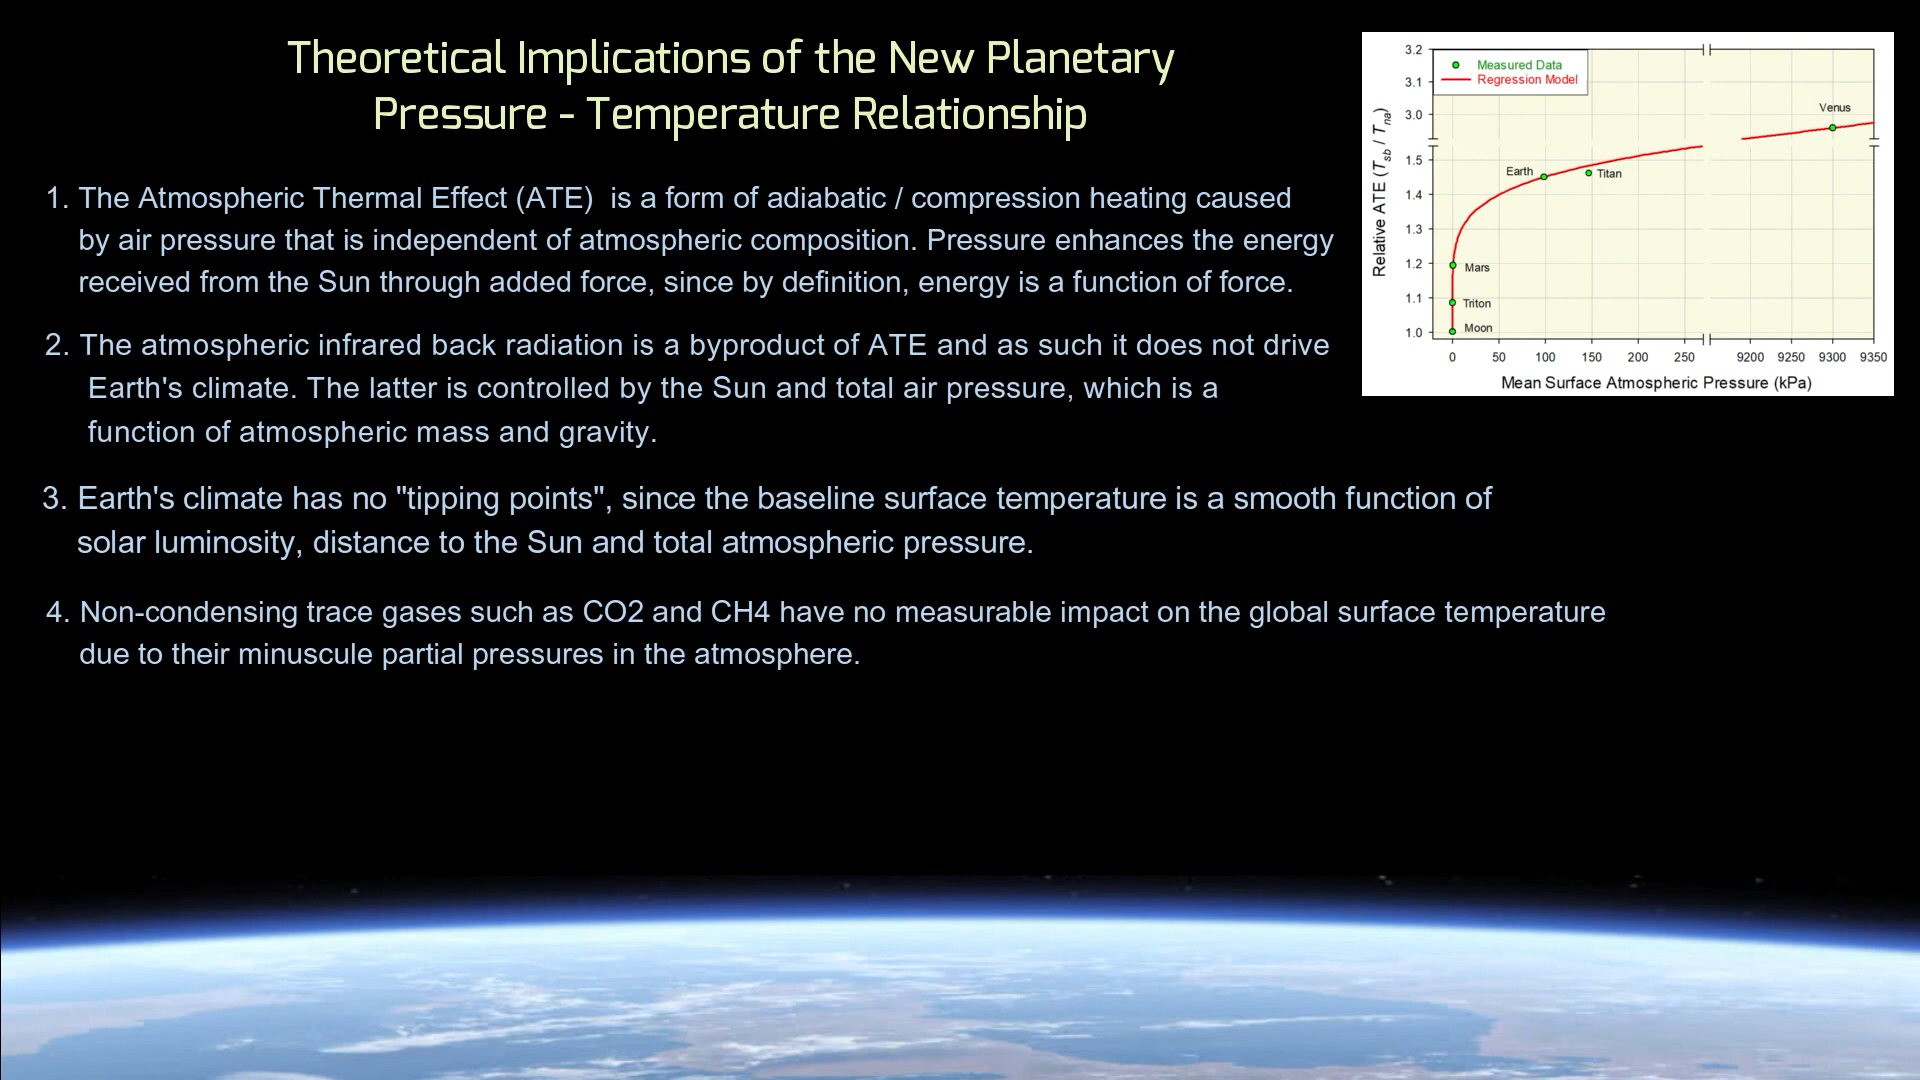 Theoretical Implications of the New Planetary
Pressure - Temperature Relationship
1. The Atmospheric Thermal Effect (ATE)  is a form of adiabatic / compression heating caused
by air pressure that is independent of atmospheric composition. Pressure enhances the energy
received from the Sun through added force, since by definition, energy is a function of force.
2. The atmospheric infrared back radiation is a byproduct of ATE and as such it does not drive
Earth's climate. The latter is controlled by the Sun and total air pressure, which is a
function of atmospheric mass and gravity.
3. Earth's climate has no "tipping points", since the baseline surface temperature is a smooth function of
solar luminosity, distance to the Sun and total atmospheric pressure.
4. Non-condensing trace gases such as CO2 and CH4 have no measurable impact on the global surface temperature
due to their minuscule partial pressures in the atmosphere.
Measured Data
Regression Model
Relative ATE (Tsb / Tna)
3.2
3.1
3.0
1.5
1.4
1.3
1.2
1.1
1.0
Venus
Earth
Titan
Mars
Triton
Moon
0 50 100 150 200 250 9200 9250 9300 9350
Mean Surface Atmospheric Pressure (kPa)